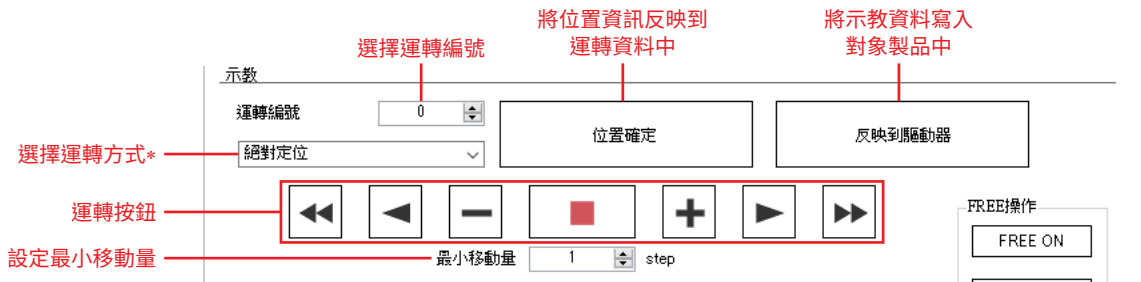 將位置資訊反映到
運轉資料中
將示教資料寫入
對象製品中
選擇運轉編號
示教
運轉編號
0
位置確定
反映到驅動器
選擇運轉方式*
絕對定位
運轉按鈕
FREE操作
FREE ON
設定最小移動量
最小移動量
1
step